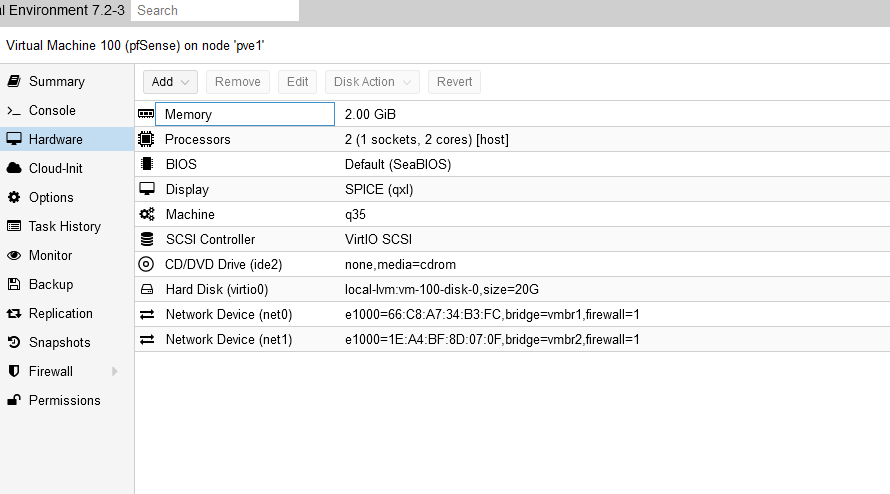 l Environment 7.2-3 Search
Virtual Machine 100 (pfSense) on node 'pve1'
Summary
Console
Hardware
Cloud-Init
Options
Task History
Monitor
Backup
Replication
Snapshots
Firewall
Permissions
Add Remove Edit Disk Action Revert
Memory 2.00 GiB
Processors 2 (1 sockets, 2 cores) [host]
BIOS Default (SeaBIOS)
Display SPICE (qxl)
Machine q35
SCSI Controller VirtIO SCSI
CD/DVD Drive (ide2) none,media=cdrom
Hard Disk (virtio0) local-lvm:vm-100-disk-0,size=20G
Network Device (net0) e1000=66:C8:A7:34:B3:FC,bridge=vmbr1,firewall=1
Network Device (net1) e1000=1E:A4:BF:8D:07:0F,bridge=vmbr2,firewall=1